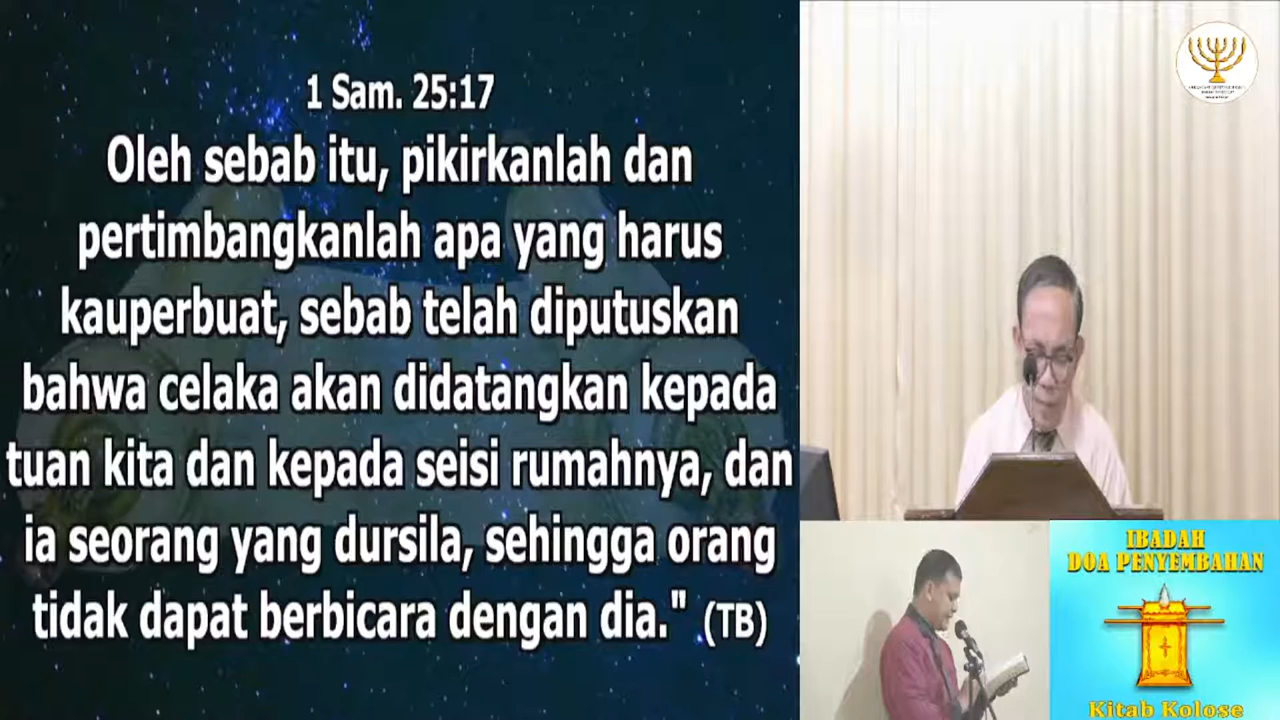 1 Sam. 25:17
Oleh sebab itu, pikirkanlah dan
pertimbangkanlah apa yang harus
kauperbuat, sebab telah diputuskan
bahwa celaka akan didatangkan kepada
tuan kita dan kepada seisi rumahnya, dan
ia seorang yang dursila, sehingga orang
tidak dapat berbicara dengan dia." (TB)
IBADAH
DOA PENYEMBAHAN
Kitab Kolose